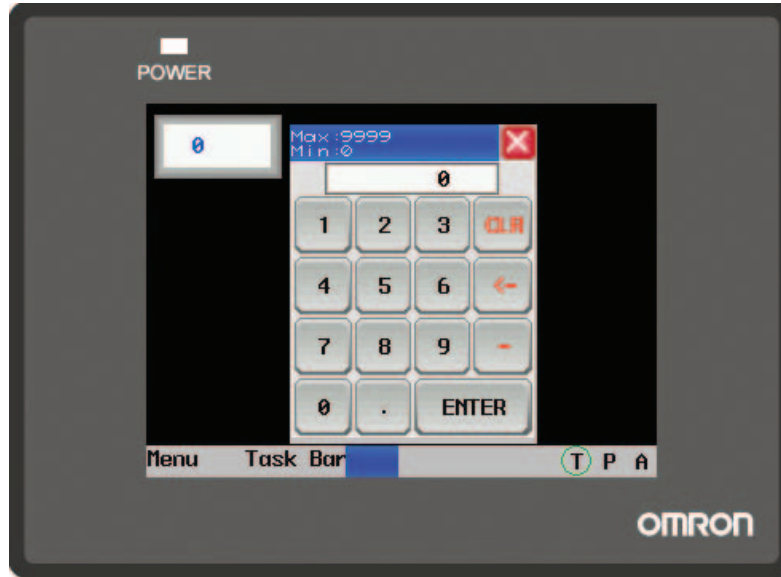 POWER
0
Max:9999
Min:0
0
1 2 3 CLR
4 5 6 <-
7 8 9 -
0 . ENTER
Menu Task Bar T P A
OMRON